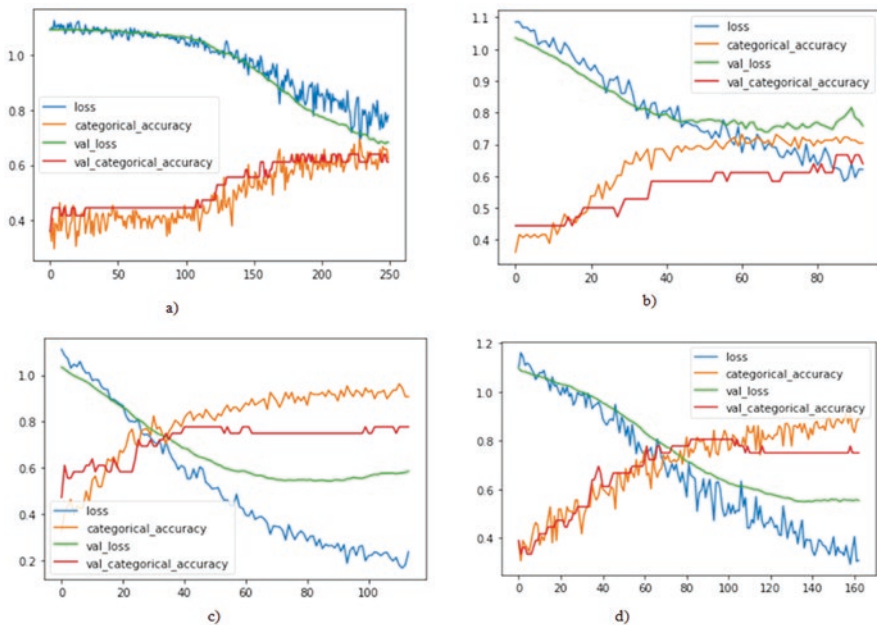 1.0
0.8
0.6
0.4
loss
categorical_accuracy
val_loss
val_categorical_accuracy
0 50 100 150 200 250
a)
1.1
1.0
0.9
0.8
0.7
0.6
0.5
0.4
loss
categorical_accuracy
val_loss
val_categorical_accuracy
0 20 40 60 80
b)
1.0
0.8
0.6
0.4
0.2
loss
categorical_accuracy
val_loss
val_categorical_accuracy
0 20 40 60 80 100
c)
1.2
1.0
0.8
0.6
0.4
loss
categorical_accuracy
val_loss
val_categorical_accuracy
0 20 40 60 80 100 120 140 160
d)